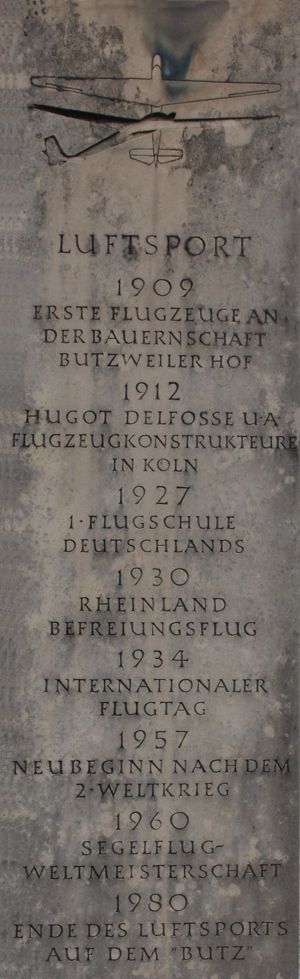 LUFTSPORT
1909
ERSTE FLUGZEUGE AN
DER BAUERNSCHAFT
BUTZWEILER HOF
1912
HUGOT DELFOSSE U·A·
FLUGZEUGKONSTRUKTEURE
IN KÖLN
1927
1·FLUGSCHULE
DEUTSCHLANDS
1930
RHEINLAND
BEFREIUNGSFLUG
1934
INTERNATIONALER
FLUGTAG
1957
NEUBEGINN NACH DEM
2·WELTKRIEG
1960
SEGELFLUG-
WELTMEISTERSCHAFT
1980
ENDE DES LUFTSPORTS
AUF DEM "BUTZ"